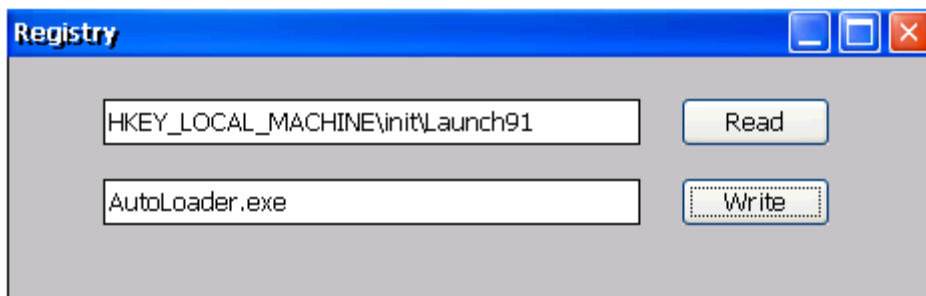 Registry
HKEY_LOCAL_MACHINE\init\Launch91 Read
AutoLoader.exe Write